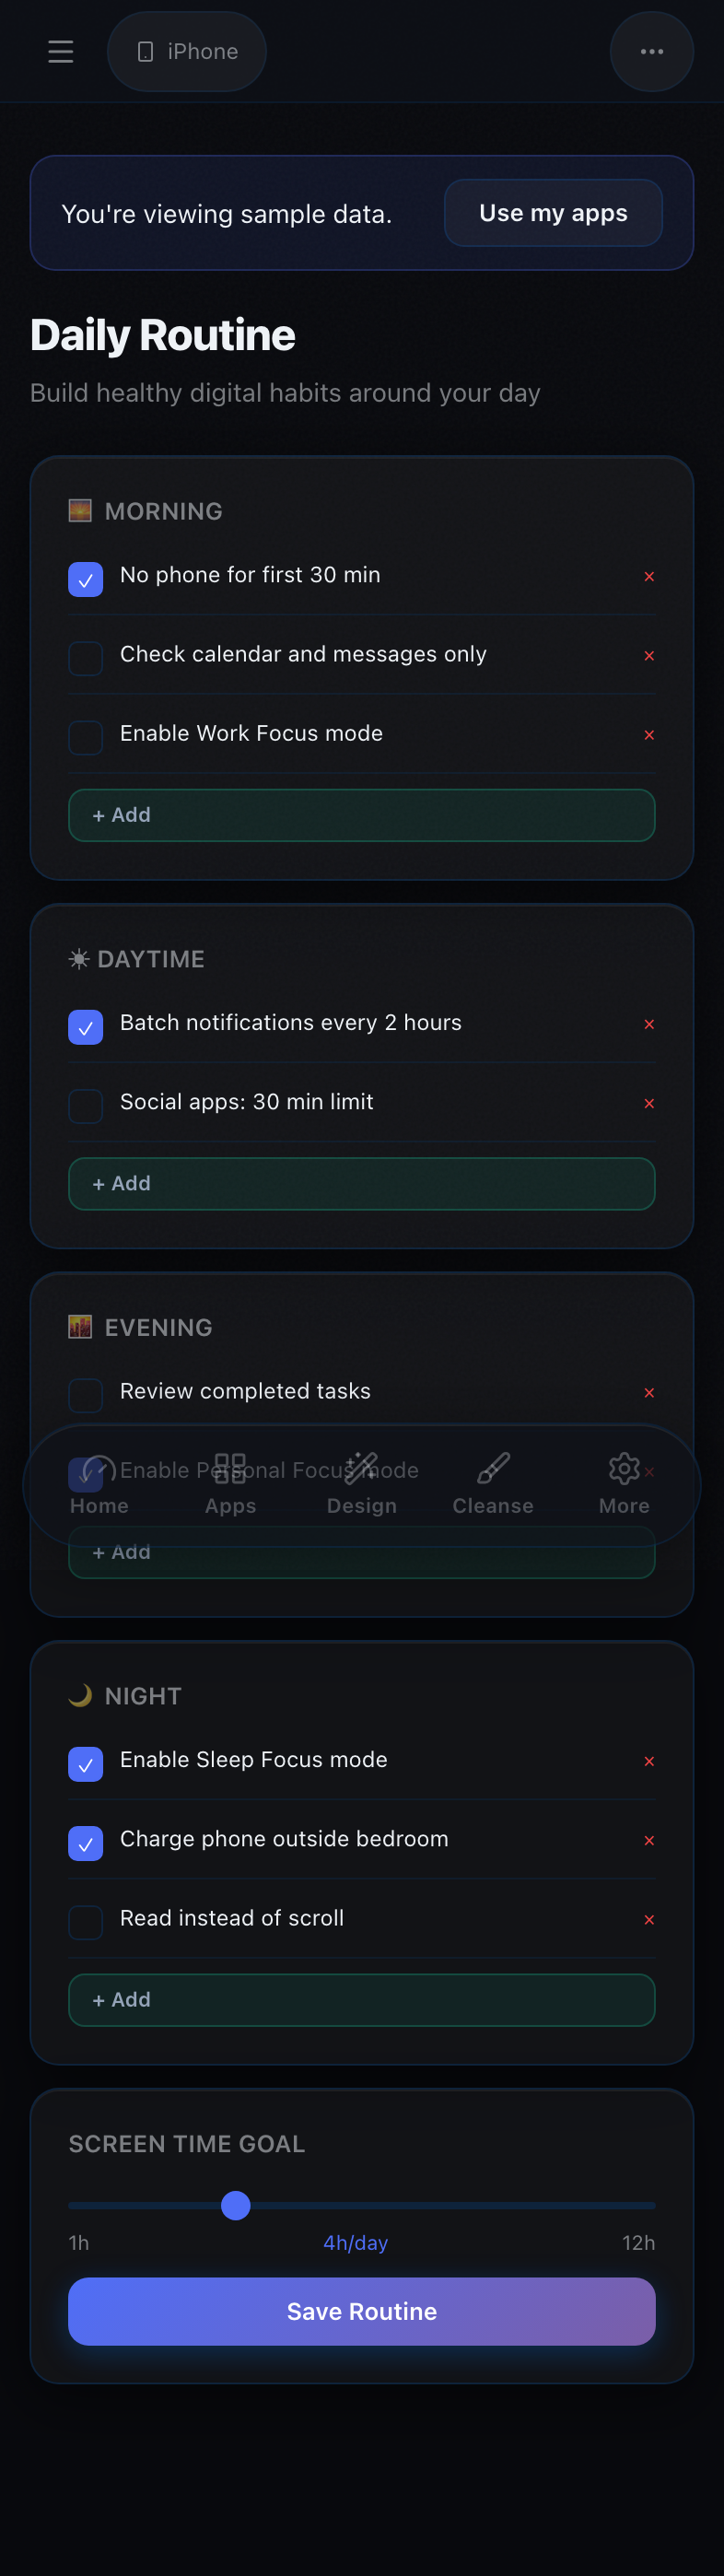 iPhone
You're viewing sample data.
Use my apps
Daily Routine
Build healthy digital habits around your day
MORNING
No phone for first 30 min
Check calendar and messages only
Enable Work Focus mode
+ Add
DAYTIME
Batch notifications every 2 hours
Social apps: 30 min limit
+ Add
EVENING
Review completed tasks
Enable Personal Focus mode
Home Apps Design Cleanse More
+ Add
NIGHT
Enable Sleep Focus mode
Charge phone outside bedroom
Read instead of scroll
+ Add
SCREEN TIME GOAL
1h 4h/day 12h
Save Routine